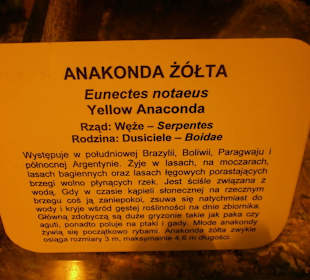 ANAKONDA ŻÓŁTA
Eunectes notaeus
Yellow Anaconda
Rząd: Węże – Serpentes
Rodzina: Dusiciele – Boidae
Występuje w południowej Brazylii, Boliwii, Paragwaju i
północnej Argentynie. Żyje w lasach, na moczarach,
lasach bagiennych oraz lasach łęgowych porastających
brzegi wolno płynących rzek. Jest ściśle związana z
wodą. Gdy w czasie kąpieli słonecznej na rzecznym
brzegu coś ją zaniepokoi, zsuwa się natychmiast do
wody i kryje wśród gęstej roślinności na dnie zbiornika.
Główną zdobyczą są duże gryzonie takie jak paka czy
aguti, ponadto poluje na ptaki i gady. Młode anakondy
żywią się początkowo rybami. Anakonda żółta zwykle
osiąga rozmiary 3 m, maksymalnie 4,6 m długości.